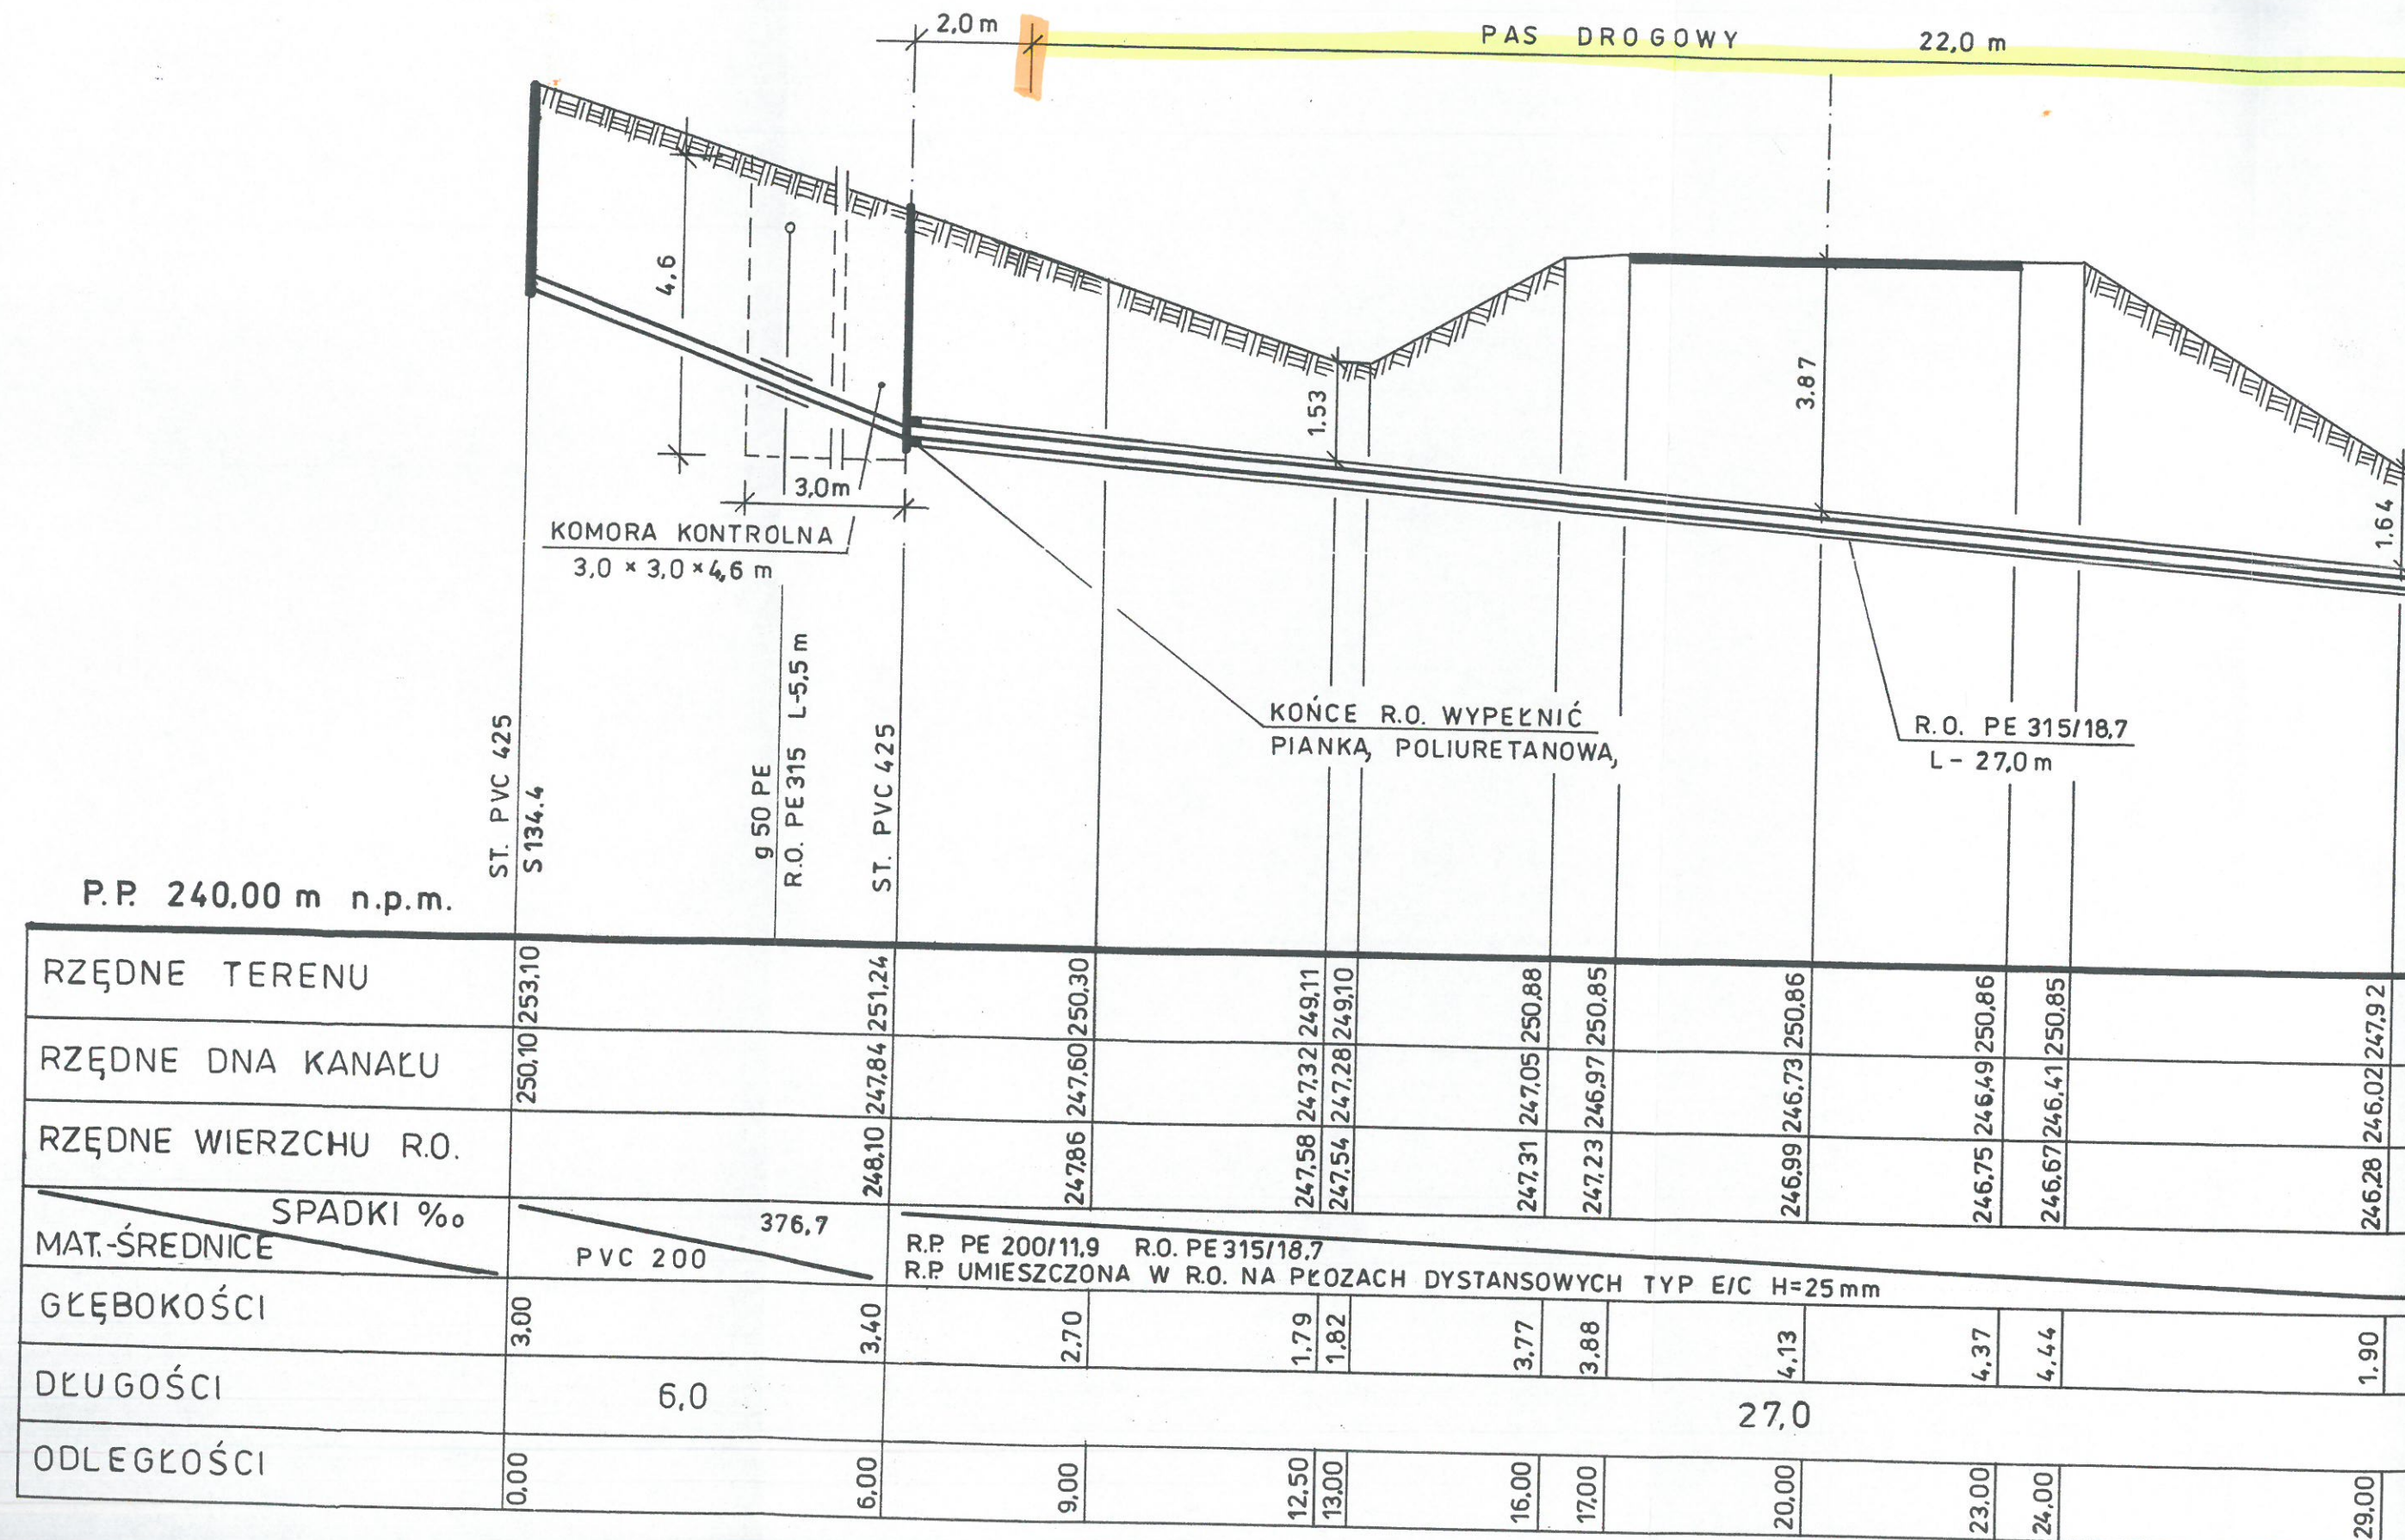 2,0 m
PAS DROGOWY 22,0 m
4,6
1.53
3.87
1.64
3,0m
KOMORA KONTROLNA
3,0 × 3,0 × 4,6 m
KOŃCE R.O. WYPEŁNIĆ
PIANKĄ POLIURETANOWĄ
R.O. PE 315/18,7
L - 27,0 m
ST. PVC 425
S 134.4
g 50 PE
R.O. PE 315 L-5,5 m
ST. PVC 425
P.P. 240,00 m n.p.m.
RZĘDNE TERENU 253,10 251,24 250,30 249,11 249,10 250,88 250,85 250,86 250,86 250,85 247,92
RZĘDNE DNA KANAŁU 250,10 247,84 247,60 247,32 247,28 247,05 246,97 246,73 246,49 246,41 246,02
RZĘDNE WIERZCHU R.O. 248,10 247,86 247,58 247,54 247,31 247,23 246,99 246,75 246,67 246,28
SPADKI ‰ 376,7
MAT.-ŚREDNICE PVC 200
R.P. PE 200/11,9 R.O. PE 315/18,7
R.P. UMIESZCZONA W R.O. NA PŁOZACH DYSTANSOWYCH TYP E/C H=25 mm
GŁĘBOKOŚCI 3,00 3,40 2,70 1,79 1,82 3,77 3,88 4,13 4,37 4,44 1.90
DŁUGOŚCI 6,0 27,0
ODLEGŁOŚCI 0,00 6,00 9,00 12,50 13,00 16,00 17,00 20,00 23,00 24,00 29,00